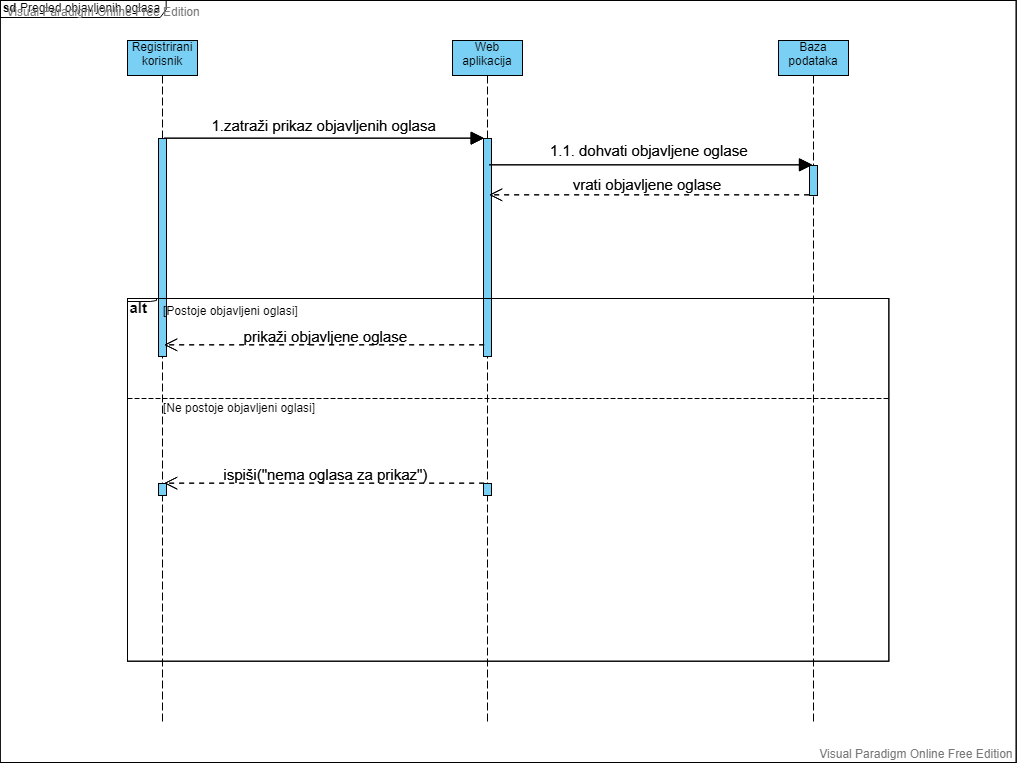 sd Pregled objavljenih oglasa
Visual Paradigm Online Free Edition
Registrirani
korisnik
Web
aplikacija
Baza
podataka
1.zatraži prikaz objavljenih oglasa
1.1. dohvati objavljene oglase
vrati objavljene oglase
alt
[Postoje objavljeni oglasi]
prikaži objavljene oglase
[Ne postoje objavljeni oglasi]
ispiši("nema oglasa za prikaz")
Visual Paradigm Online Free Edition